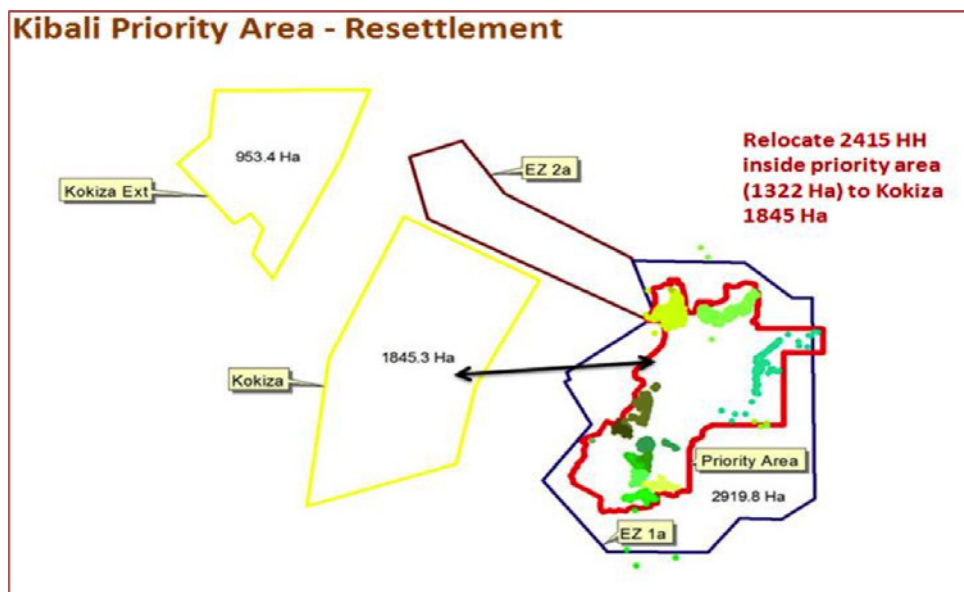 Kibali Priority Area - Resettlement
953.4 Ha
Kokiza Ext
EZ 2a
Relocate 2415 HH
inside priority area
(1322 Ha) to Kokiza
1845 Ha
1845.3 Ha
Kokiza
Priority Area
2919.8 Ha
EZ 1a